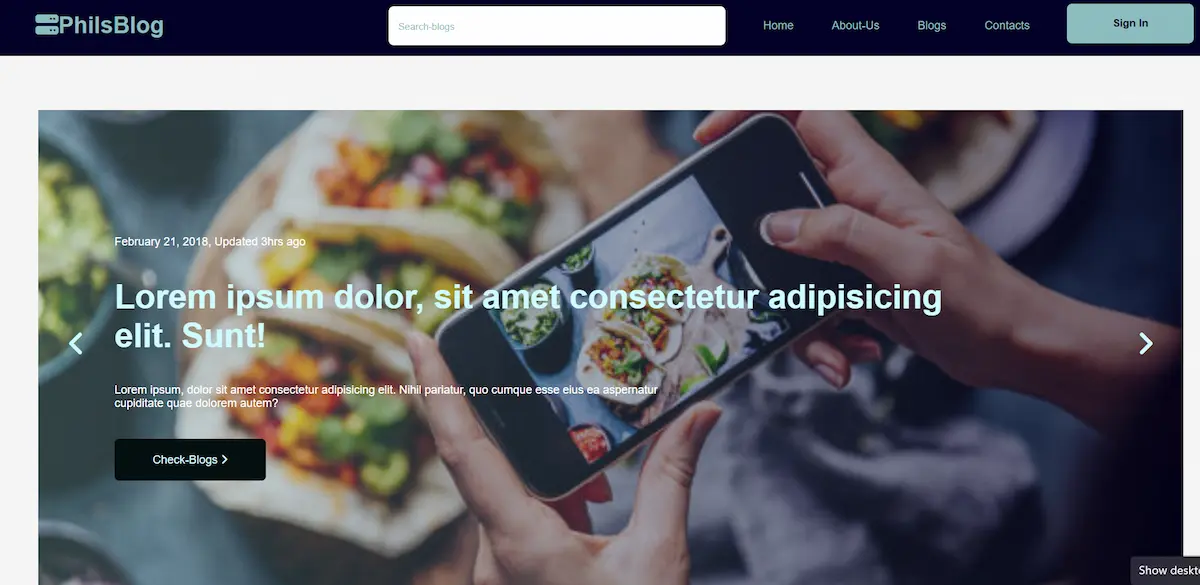 PhilsBlog
Search-blogs
Home
About-Us
Blogs
Contacts
Sign In
February 21, 2018, Updated 3hrs ago
Lorem ipsum dolor, sit amet consectetur adipisicing
elit. Sunt!
Lorem ipsum, dolor sit amet consectetur adipisicing elit. Nihil pariatur, quo cumque esse eius ea aspernatur
cupiditate quae dolorem autem?
Check-Blogs
Show deskt